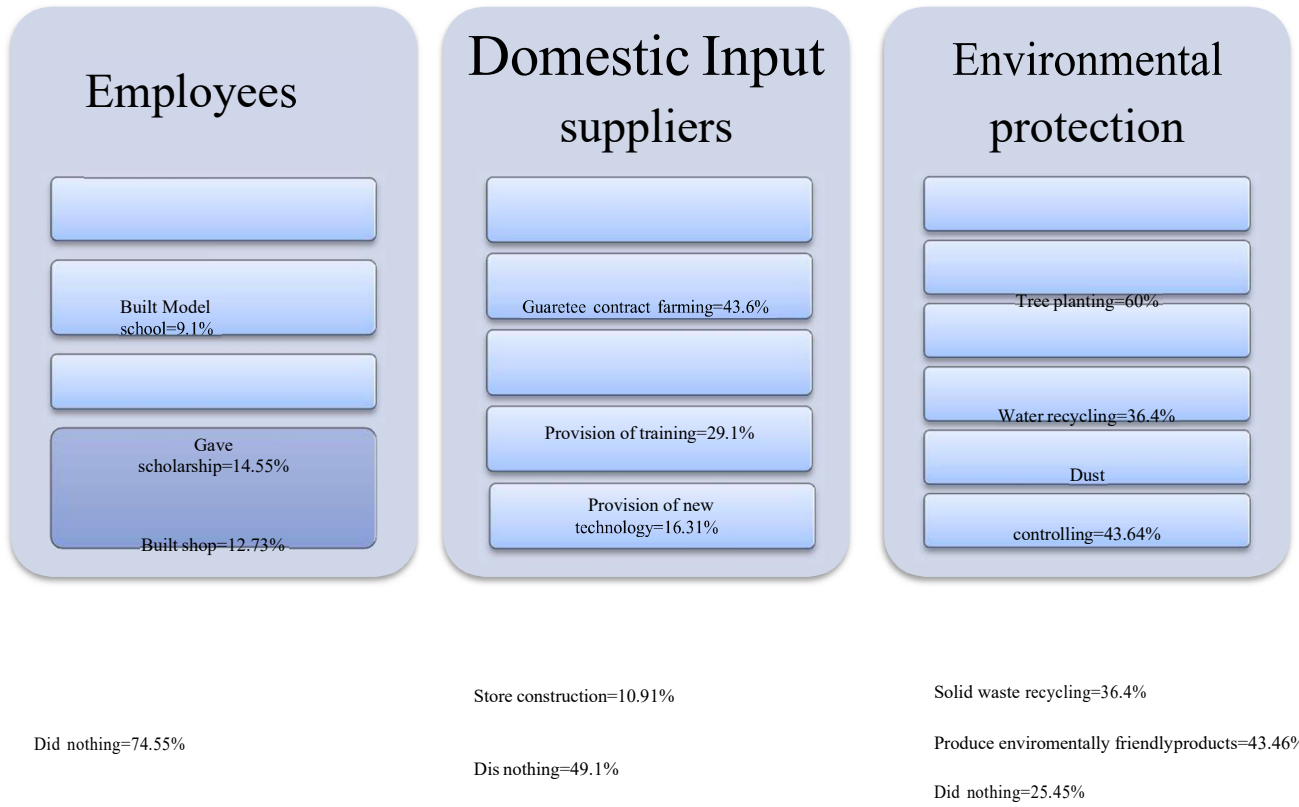 Employees
Built Model
school=9.1%
Gave
scholarship=14.55%
Built shop=12.73%
Did nothing=74.55%
Domestic Input
suppliers
Guaretee contract farming=43.6%
Provision of training=29.1%
Provision of new
technology=16.31%
Store construction=10.91%
Dis nothing=49.1%
Environmental
protection
Tree planting=60%
Water recycling=36.4%
Dust
controlling=43.64%
Solid waste recycling=36.4%
Produce enviromentally friendlyproducts=43.46%
Did nothing=25.45%